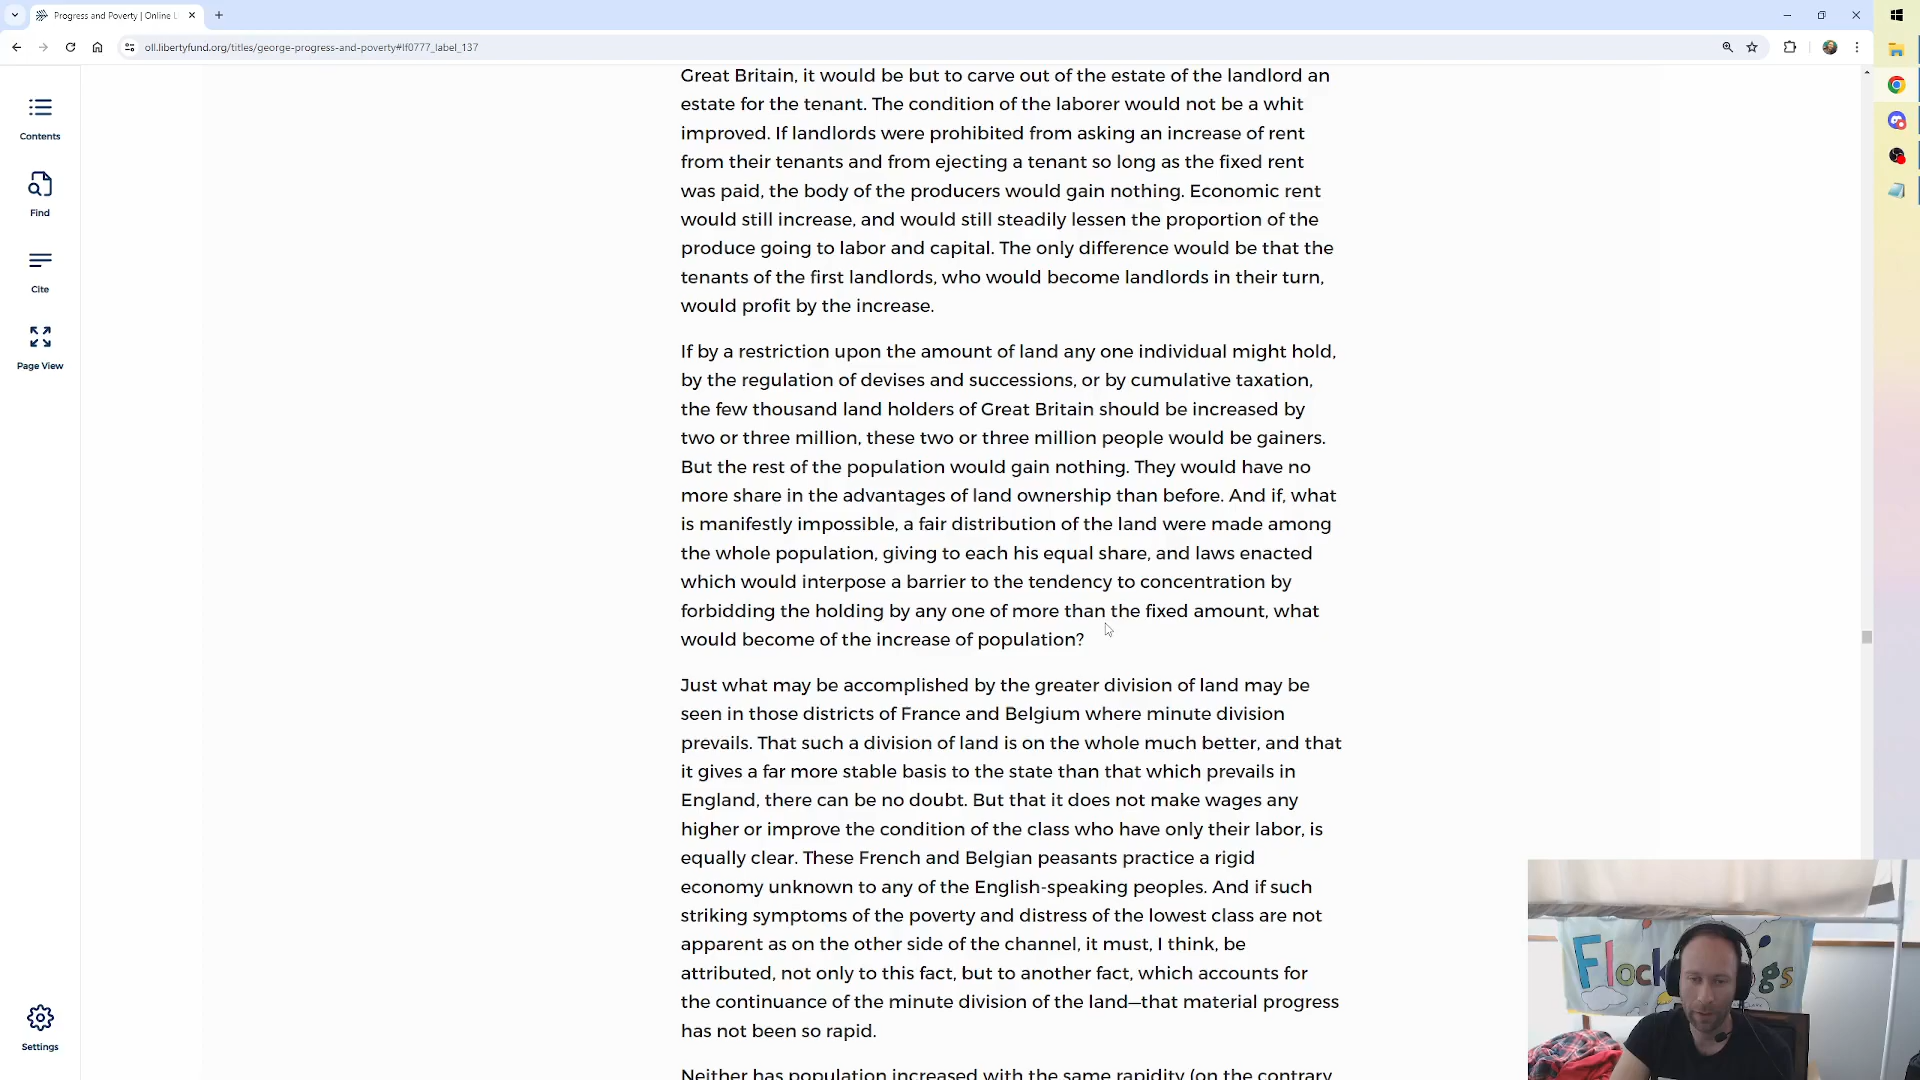 Progress and Poverty | Online L
oll.libertyfund.org/titles/george-progress-and-poverty#lf0777_label_137
Contents
Find
Cite
Page View
Settings
Great Britain, it would be but to carve out of the estate of the landlord an
estate for the tenant. The condition of the laborer would not be a whit
improved. If landlords were prohibited from asking an increase of rent
from their tenants and from ejecting a tenant so long as the fixed rent
was paid, the body of the producers would gain nothing. Economic rent
would still increase, and would still steadily lessen the proportion of the
produce going to labor and capital. The only difference would be that the
tenants of the first landlords, who would become landlords in their turn,
would profit by the increase.
If by a restriction upon the amount of land any one individual might hold,
by the regulation of devises and successions, or by cumulative taxation,
the few thousand land holders of Great Britain should be increased by
two or three million, these two or three million people would be gainers.
But the rest of the population would gain nothing. They would have no
more share in the advantages of land ownership than before. And if, what
is manifestly impossible, a fair distribution of the land were made among
the whole population, giving to each his equal share, and laws enacted
which would interpose a barrier to the tendency to concentration by
forbidding the holding by any one of more than the fixed amount, what
would become of the increase of population?
Just what may be accomplished by the greater division of land may be
seen in those districts of France and Belgium where minute division
prevails. That such a division of land is on the whole much better, and that
it gives a far more stable basis to the state than that which prevails in
England, there can be no doubt. But that it does not make wages any
higher or improve the condition of the class who have only their labor, is
equally clear. These French and Belgian peasants practice a rigid
economy unknown to any of the English-speaking peoples. And if such
striking symptoms of the poverty and distress of the lowest class are not
apparent as on the other side of the channel, it must, I think, be
attributed, not only to this fact, but to another fact, which accounts for
the continuance of the minute division of the land—that material progress
has not been so rapid.
Neither has population increased with the same rapidity (on the contrary